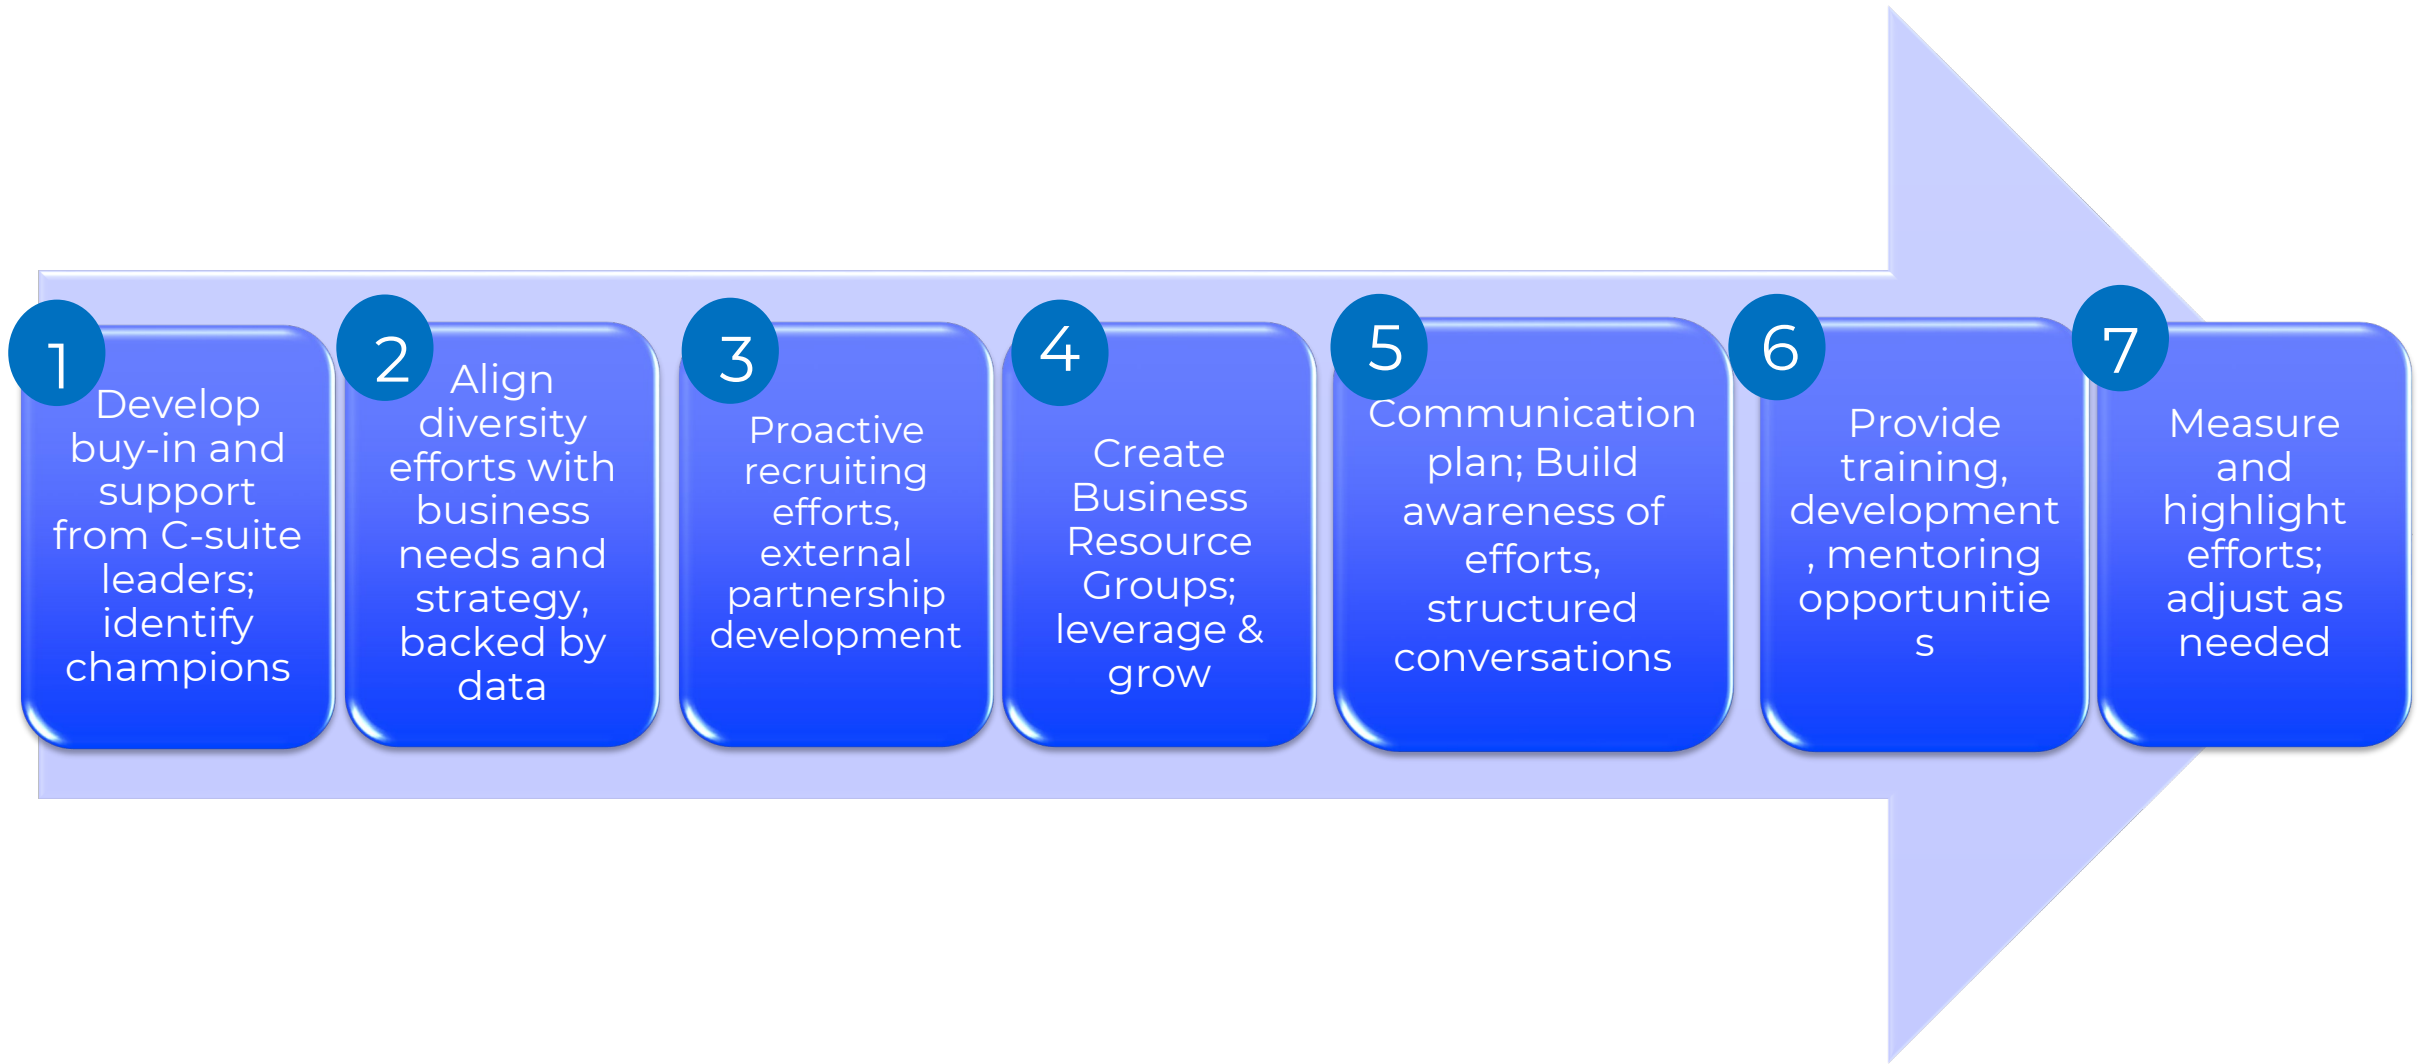 1
Develop
buy-in and
support
from C-suite
leaders;
identify
champions
2
Align
diversity
efforts with
business
needs and
strategy,
backed by
data
3
Proactive
recruiting
efforts,
external
partnership
development
4
Create
Business
Resource
Groups;
leverage &
grow
5
Communication
plan; Build
awareness of
efforts,
structured
conversations
6
Provide
training,
development
, mentoring
opportunitie
s
7
Measure
and
highlight
efforts;
adjust as
needed